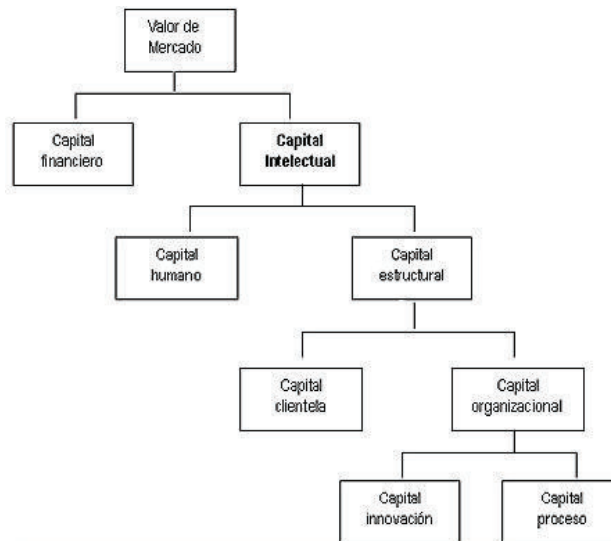 Valor de
Mercado
Capital
financiero
Capital
Intelectual
Capital
humano
Capital
estructural
Capital
clientela
Capital
organizacional
Capital
innovación
Capital
proceso